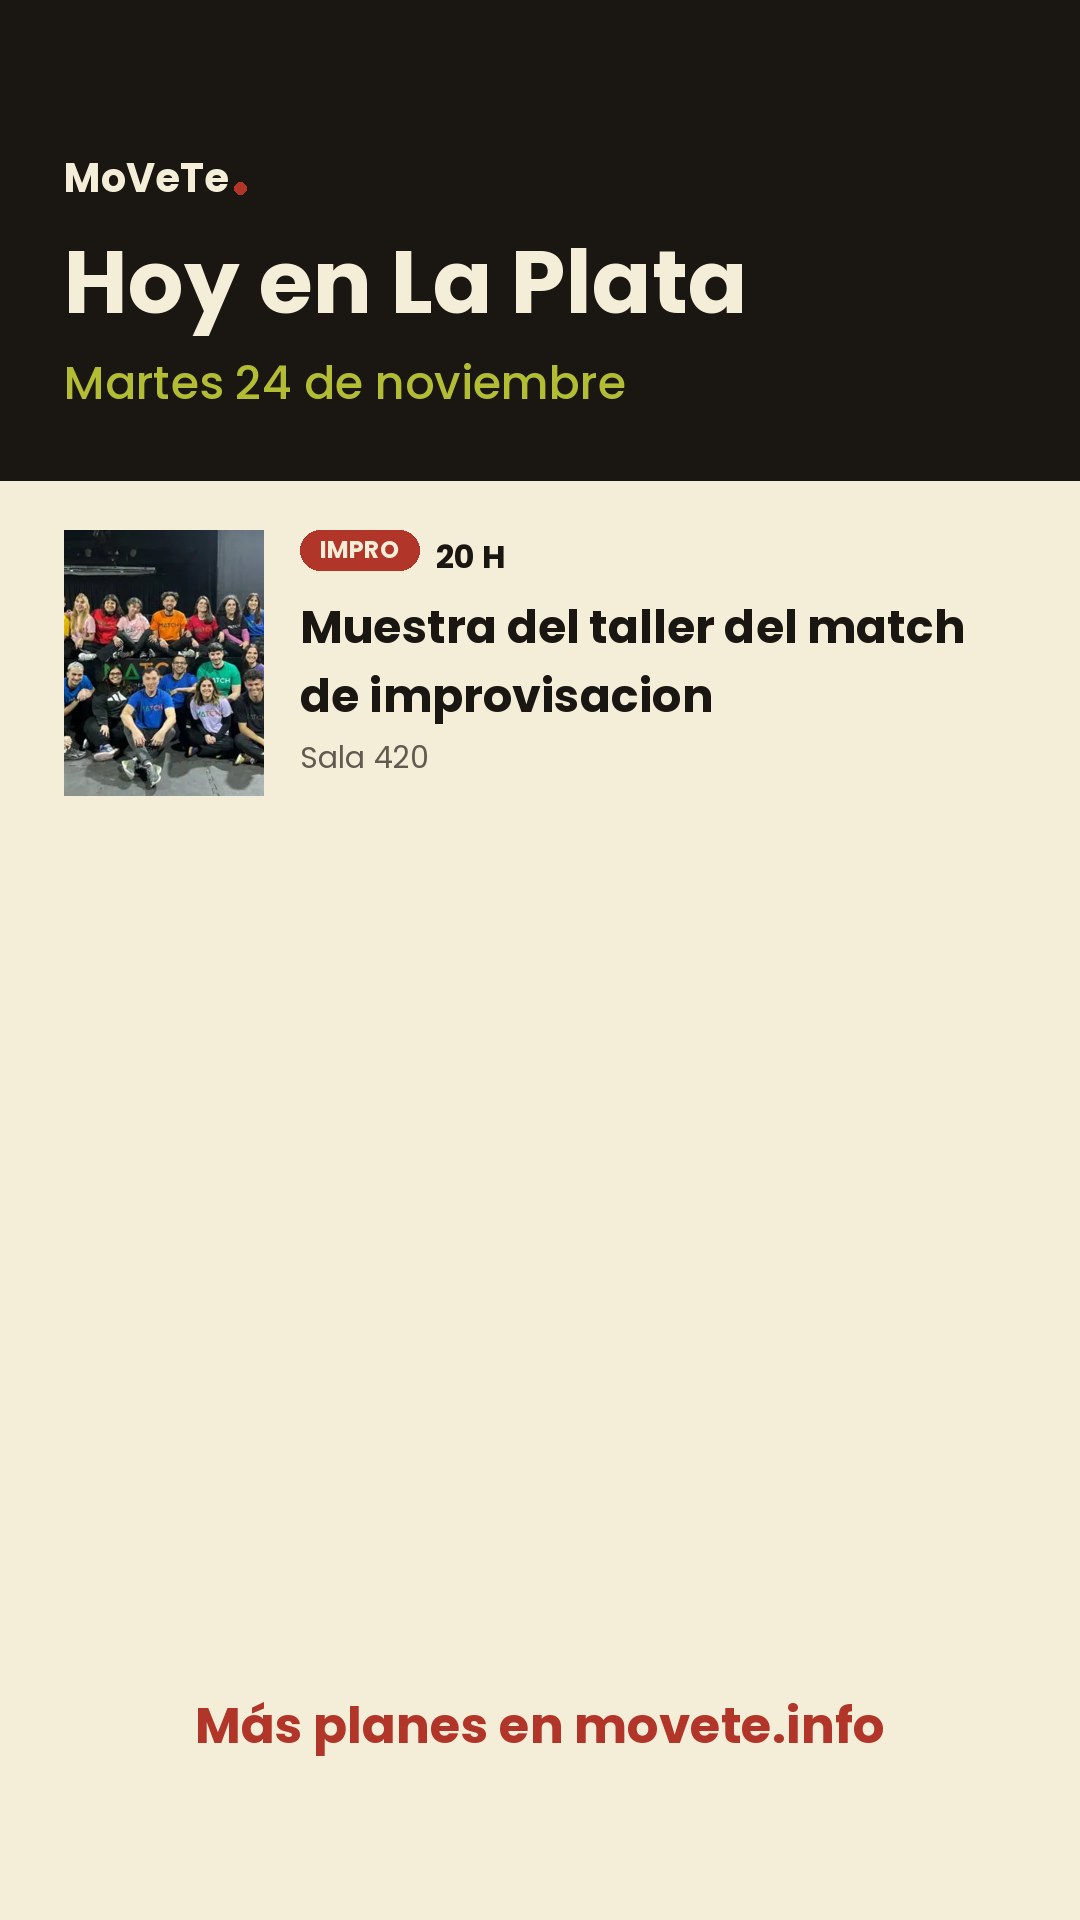 MoVeTe.
Hoy en La Plata
Martes 24 de noviembre
IMPRO 20 H
Muestra del taller del match
de improvisacion
Sala 420
Más planes en movete.info